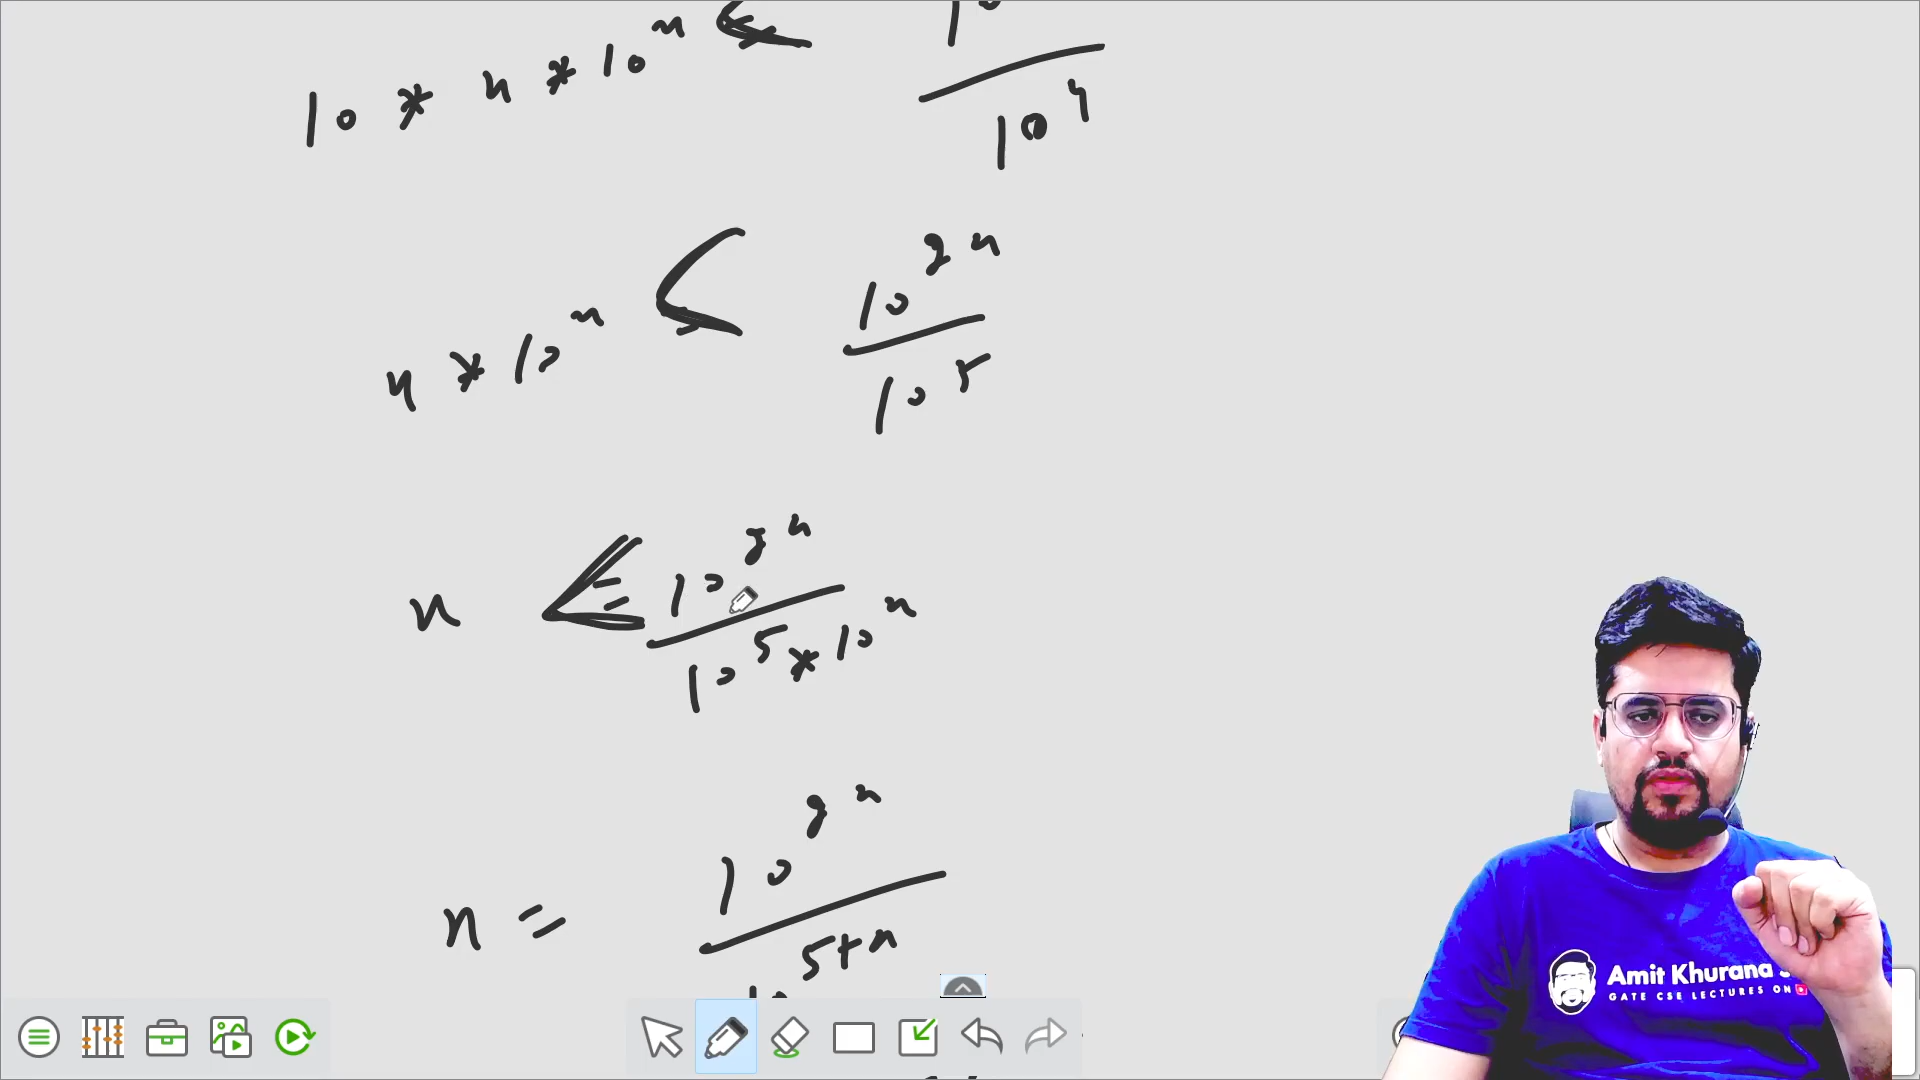 10 * n * 10^n <
10^4
n * 10^n < 10^2n / 10^5
n <= 10^2n / 10^5 * 10^n
n = 10^2n / 10^5+n
Amit Khurana
GATE CSE LECTURES ON